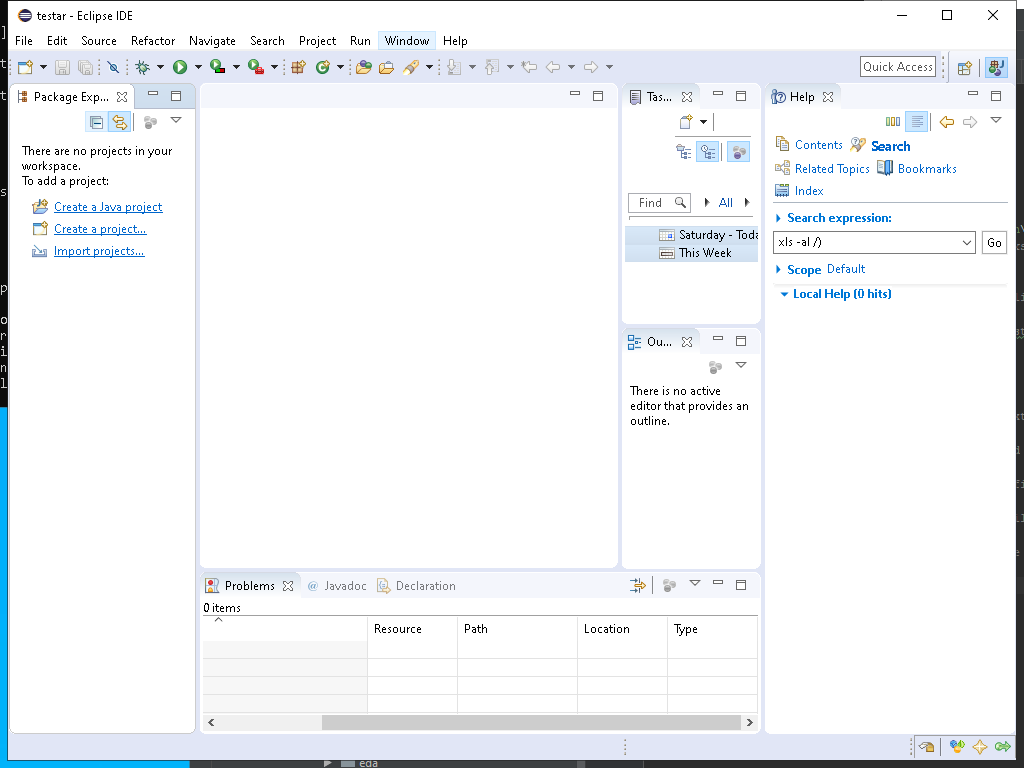 testar - Eclipse IDE
File Edit Source Refactor Navigate Search Project Run Window Help
Quick Access
Package Exp...
There are no projects in your
workspace.
To add a project:
Create a Java project
Create a project...
Import projects...
Tas...
Find All
Saturday - Toda
This Week
Ou...
There is no active
editor that provides an
outline.
Help
Contents Search
Related Topics Bookmarks
Index
Search expression:
xls -al /) Go
Scope Default
Local Help (0 hits)
Problems @ Javadoc Declaration
0 items
Resource Path Location Type
eda